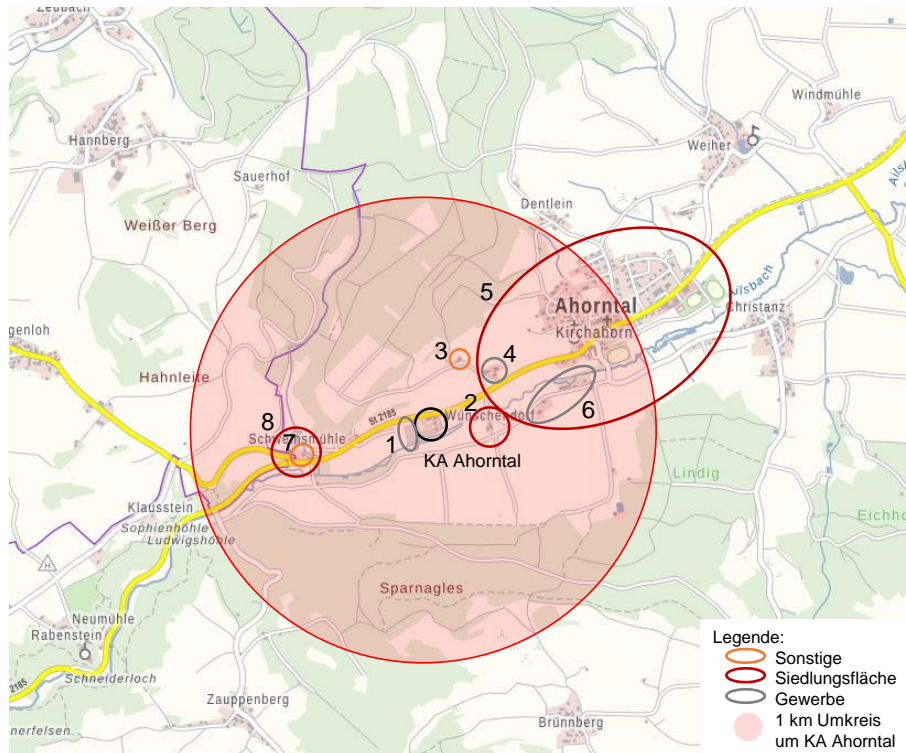 Zeubach
Windmühle
Hannberg
Weiher
Sauerhof
Ailsbach
Dentlein
Weißer Berg
5
Ahorntal
Kirchahorn
Christanz
genloh
Hahnleite
3
4
8
7
Schweinsmühle
St 2185
2
Wünschendorf
6
1
KA Ahorntal
Lindig
Klausstein
Sophienhöhle
Ludwigshöhle
Eichho
Sparnagles
Neumühle
Rabenstein
Schneiderloch
2185
Zauppenberg
nnerfelsen
Brünnberg
Legende:
Sonstige
Siedlungsfläche
Gewerbe
1 km Umkreis
um KA Ahorntal